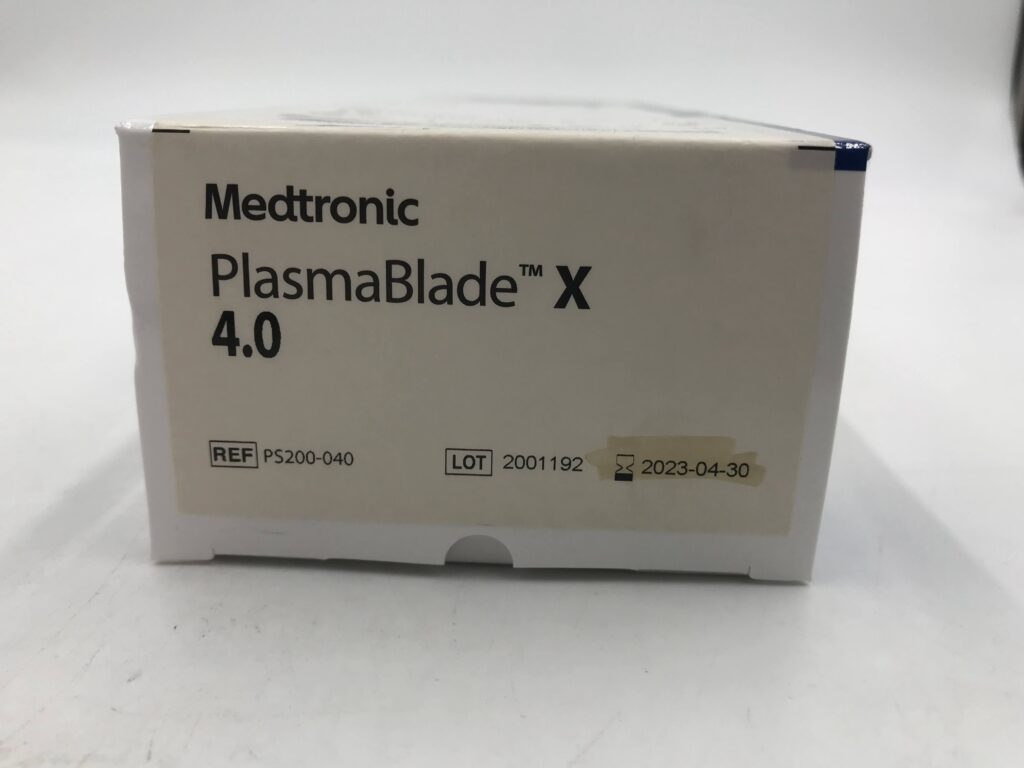 Medtronic
PlasmaBlade™ X
4.0
REF PS200-040 LOT 2001192 2023-04-30